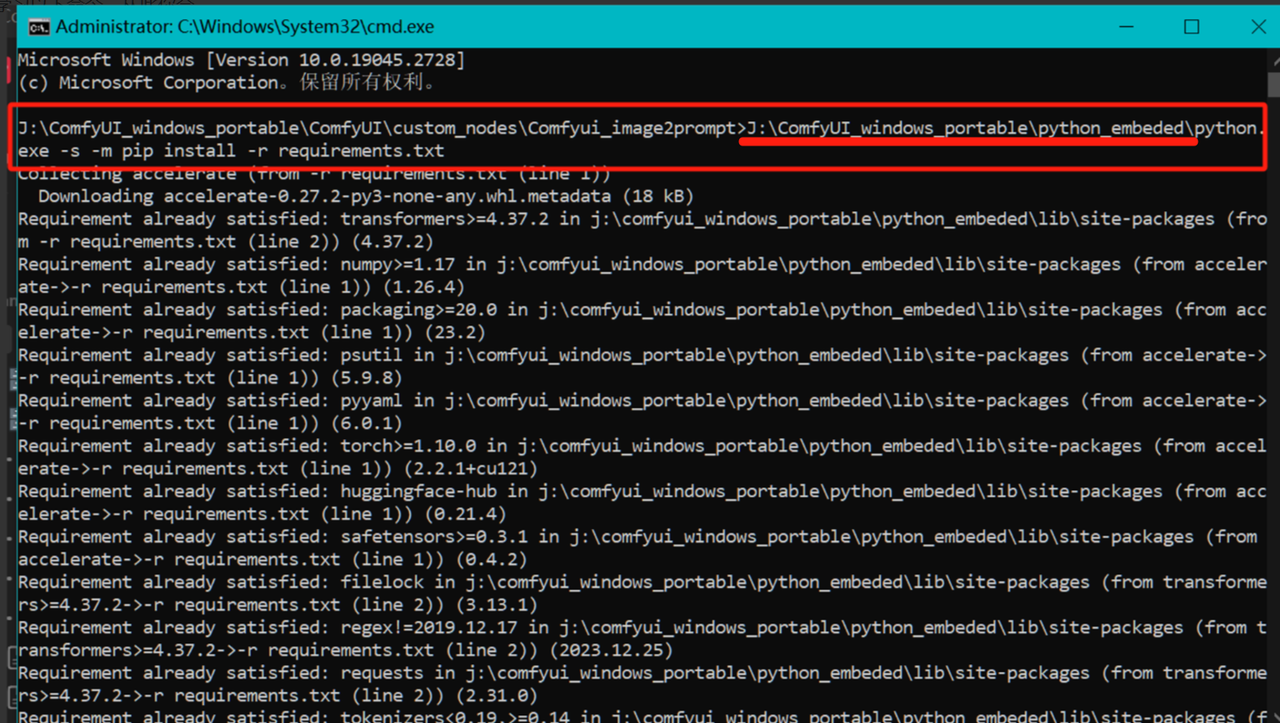 Administrator: C:\Windows\System32\cmd.exe
Microsoft Windows [Version 10.0.19045.2728]
(c) Microsoft Corporation。保留所有权利。
J:\ComfyUI_windows_portable\ComfyUI\custom_nodes\Comfyui_image2prompt>J:\ComfyUI_windows_portable\python_embeded\python.
exe -s -m pip install -r requirements.txt
Collecting accelerate (from -r requirements.txt (line 1))
Downloading accelerate-0.27.2-py3-none-any.whl.metadata (18 kB)
Requirement already satisfied: transformers>=4.37.2 in j:\comfyui_windows_portable\python_embeded\lib\site-packages (fro
m -r requirements.txt (line 2)) (4.37.2)
Requirement already satisfied: numpy>=1.17 in j:\comfyui_windows_portable\python_embeded\lib\site-packages (from acceler
ate->-r requirements.txt (line 1)) (1.26.4)
Requirement already satisfied: packaging>=20.0 in j:\comfyui_windows_portable\python_embeded\lib\site-packages (from acc
elerate->-r requirements.txt (line 1)) (23.2)
Requirement already satisfied: psutil in j:\comfyui_windows_portable\python_embeded\lib\site-packages (from accelerate->
-r requirements.txt (line 1)) (5.9.8)
Requirement already satisfied: pyyaml in j:\comfyui_windows_portable\python_embeded\lib\site-packages (from accelerate->
-r requirements.txt (line 1)) (6.0.1)
Requirement already satisfied: torch>=1.10.0 in j:\comfyui_windows_portable\python_embeded\lib\site-packages (from accel
erate->-r requirements.txt (line 1)) (2.2.1+cu121)
Requirement already satisfied: huggingface-hub in j:\comfyui_windows_portable\python_embeded\lib\site-packages (from acc
elerate->-r requirements.txt (line 1)) (0.21.4)
Requirement already satisfied: safetensors>=0.3.1 in j:\comfyui_windows_portable\python_embeded\lib\site-packages (from
accelerate->-r requirements.txt (line 1)) (0.4.2)
Requirement already satisfied: filelock in j:\comfyui_windows_portable\python_embeded\lib\site-packages (from transforme
rs>=4.37.2->-r requirements.txt (line 2)) (3.13.1)
Requirement already satisfied: regex!=2019.12.17 in j:\comfyui_windows_portable\python_embeded\lib\site-packages (from t
ransformers>=4.37.2->-r requirements.txt (line 2)) (2023.12.25)
Requirement already satisfied: requests in j:\comfyui_windows_portable\python_embeded\lib\site-packages (from transforme
rs>=4.37.2->-r requirements.txt (line 2)) (2.31.0)
Requirement already satisfied: tokenizers<0.19,>=0.14 in j:\comfyui_windows_portable\python_embeded\lib\site-packages (f